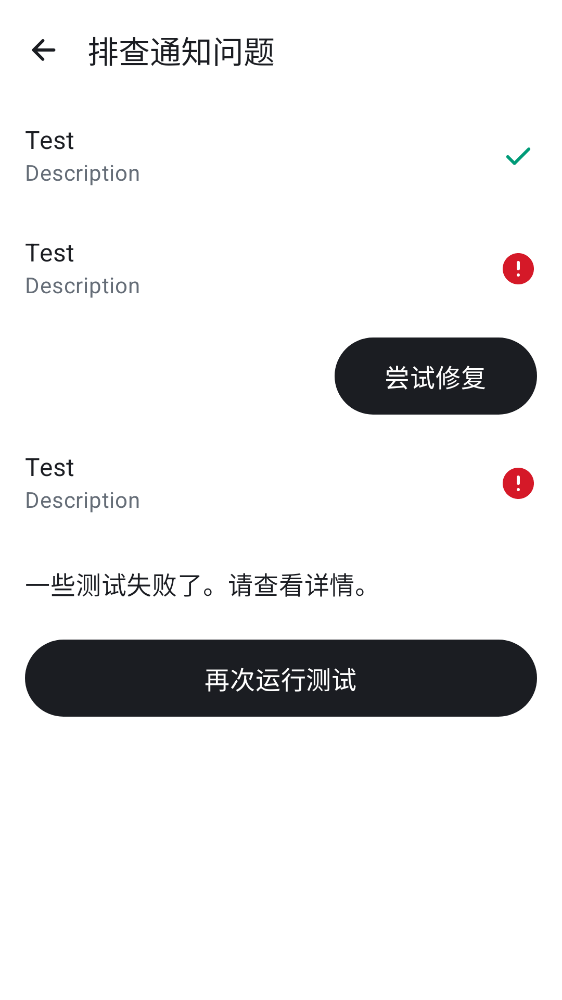 排查通知问题
Test
Description
Test
Description
尝试修复
Test
Description
一些测试失败了。请查看详情。
再次运行测试